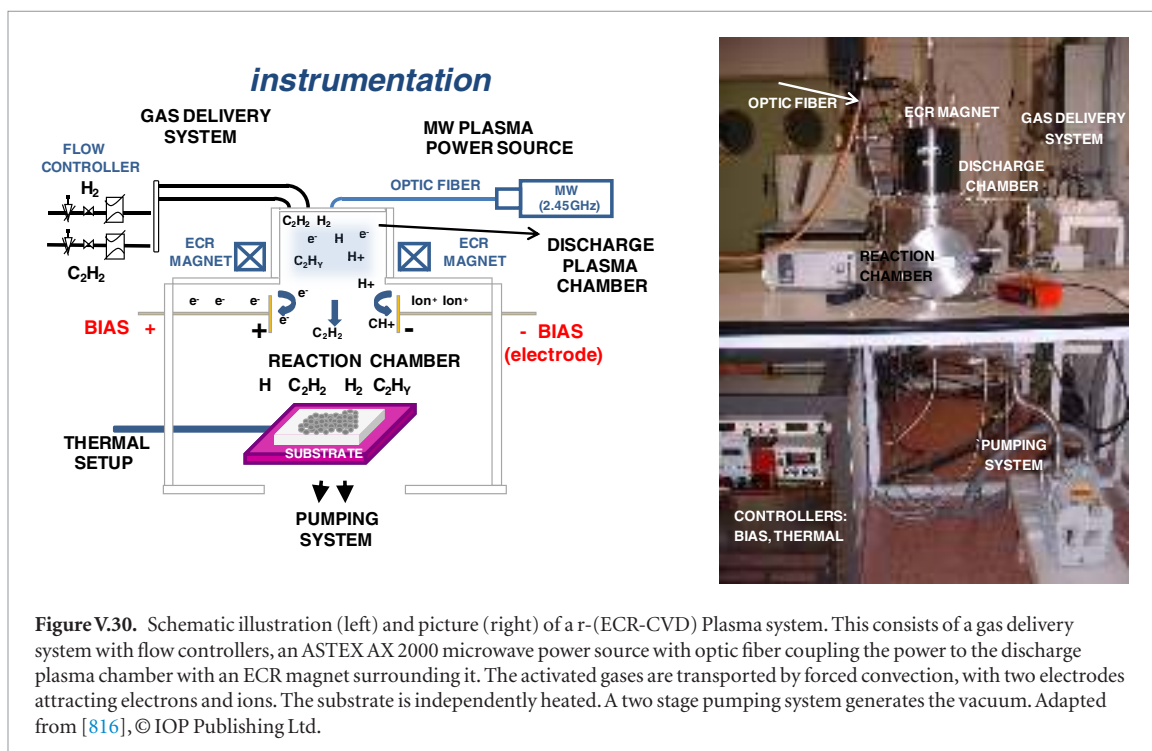 instrumentation
GAS DELIVERY
SYSTEM
MW PLASMA
POWER SOURCE
FLOW
CONTROLLER
H₂
C₂H₂
OPTIC FIBER
MW
(2.45GHz)
C₂H₂ H₂
e⁻ H e⁻
C₂Hᵧ H+
ECR
MAGNET
ECR
MAGNET
DISCHARGE
PLASMA
CHAMBER
e⁻ e⁻ e⁻ e⁻
e⁻
H+
Ion⁺ Ion⁺
CH+
BIAS +
+
C₂H₂
-
- BIAS
(electrode)
REACTION CHAMBER
H C₂H₂ H₂ C₂Hᵧ
THERMAL
SETUP
SUBSTRATE
PUMPING
SYSTEM
OPTIC FIBER
ECR MAGNET
GAS DELIVERY
SYSTEM
DISCHARGE
CHAMBER
REACTION
CHAMBER
PUMPING
SYSTEM
CONTROLLERS:
BIAS, THERMAL
Figure V.30. Schematic illustration (left) and picture (right) of a r-(ECR-CVD) Plasma system. This consists of a gas delivery
system with flow controllers, an ASTEX AX 2000 microwave power source with optic fiber coupling the power to the discharge
plasma chamber with an ECR magnet surrounding it. The activated gases are transported by forced convection, with two electrodes
attracting electrons and ions. The substrate is independently heated. A two stage pumping system generates the vacuum. Adapted
from [816], © IOP Publishing Ltd.